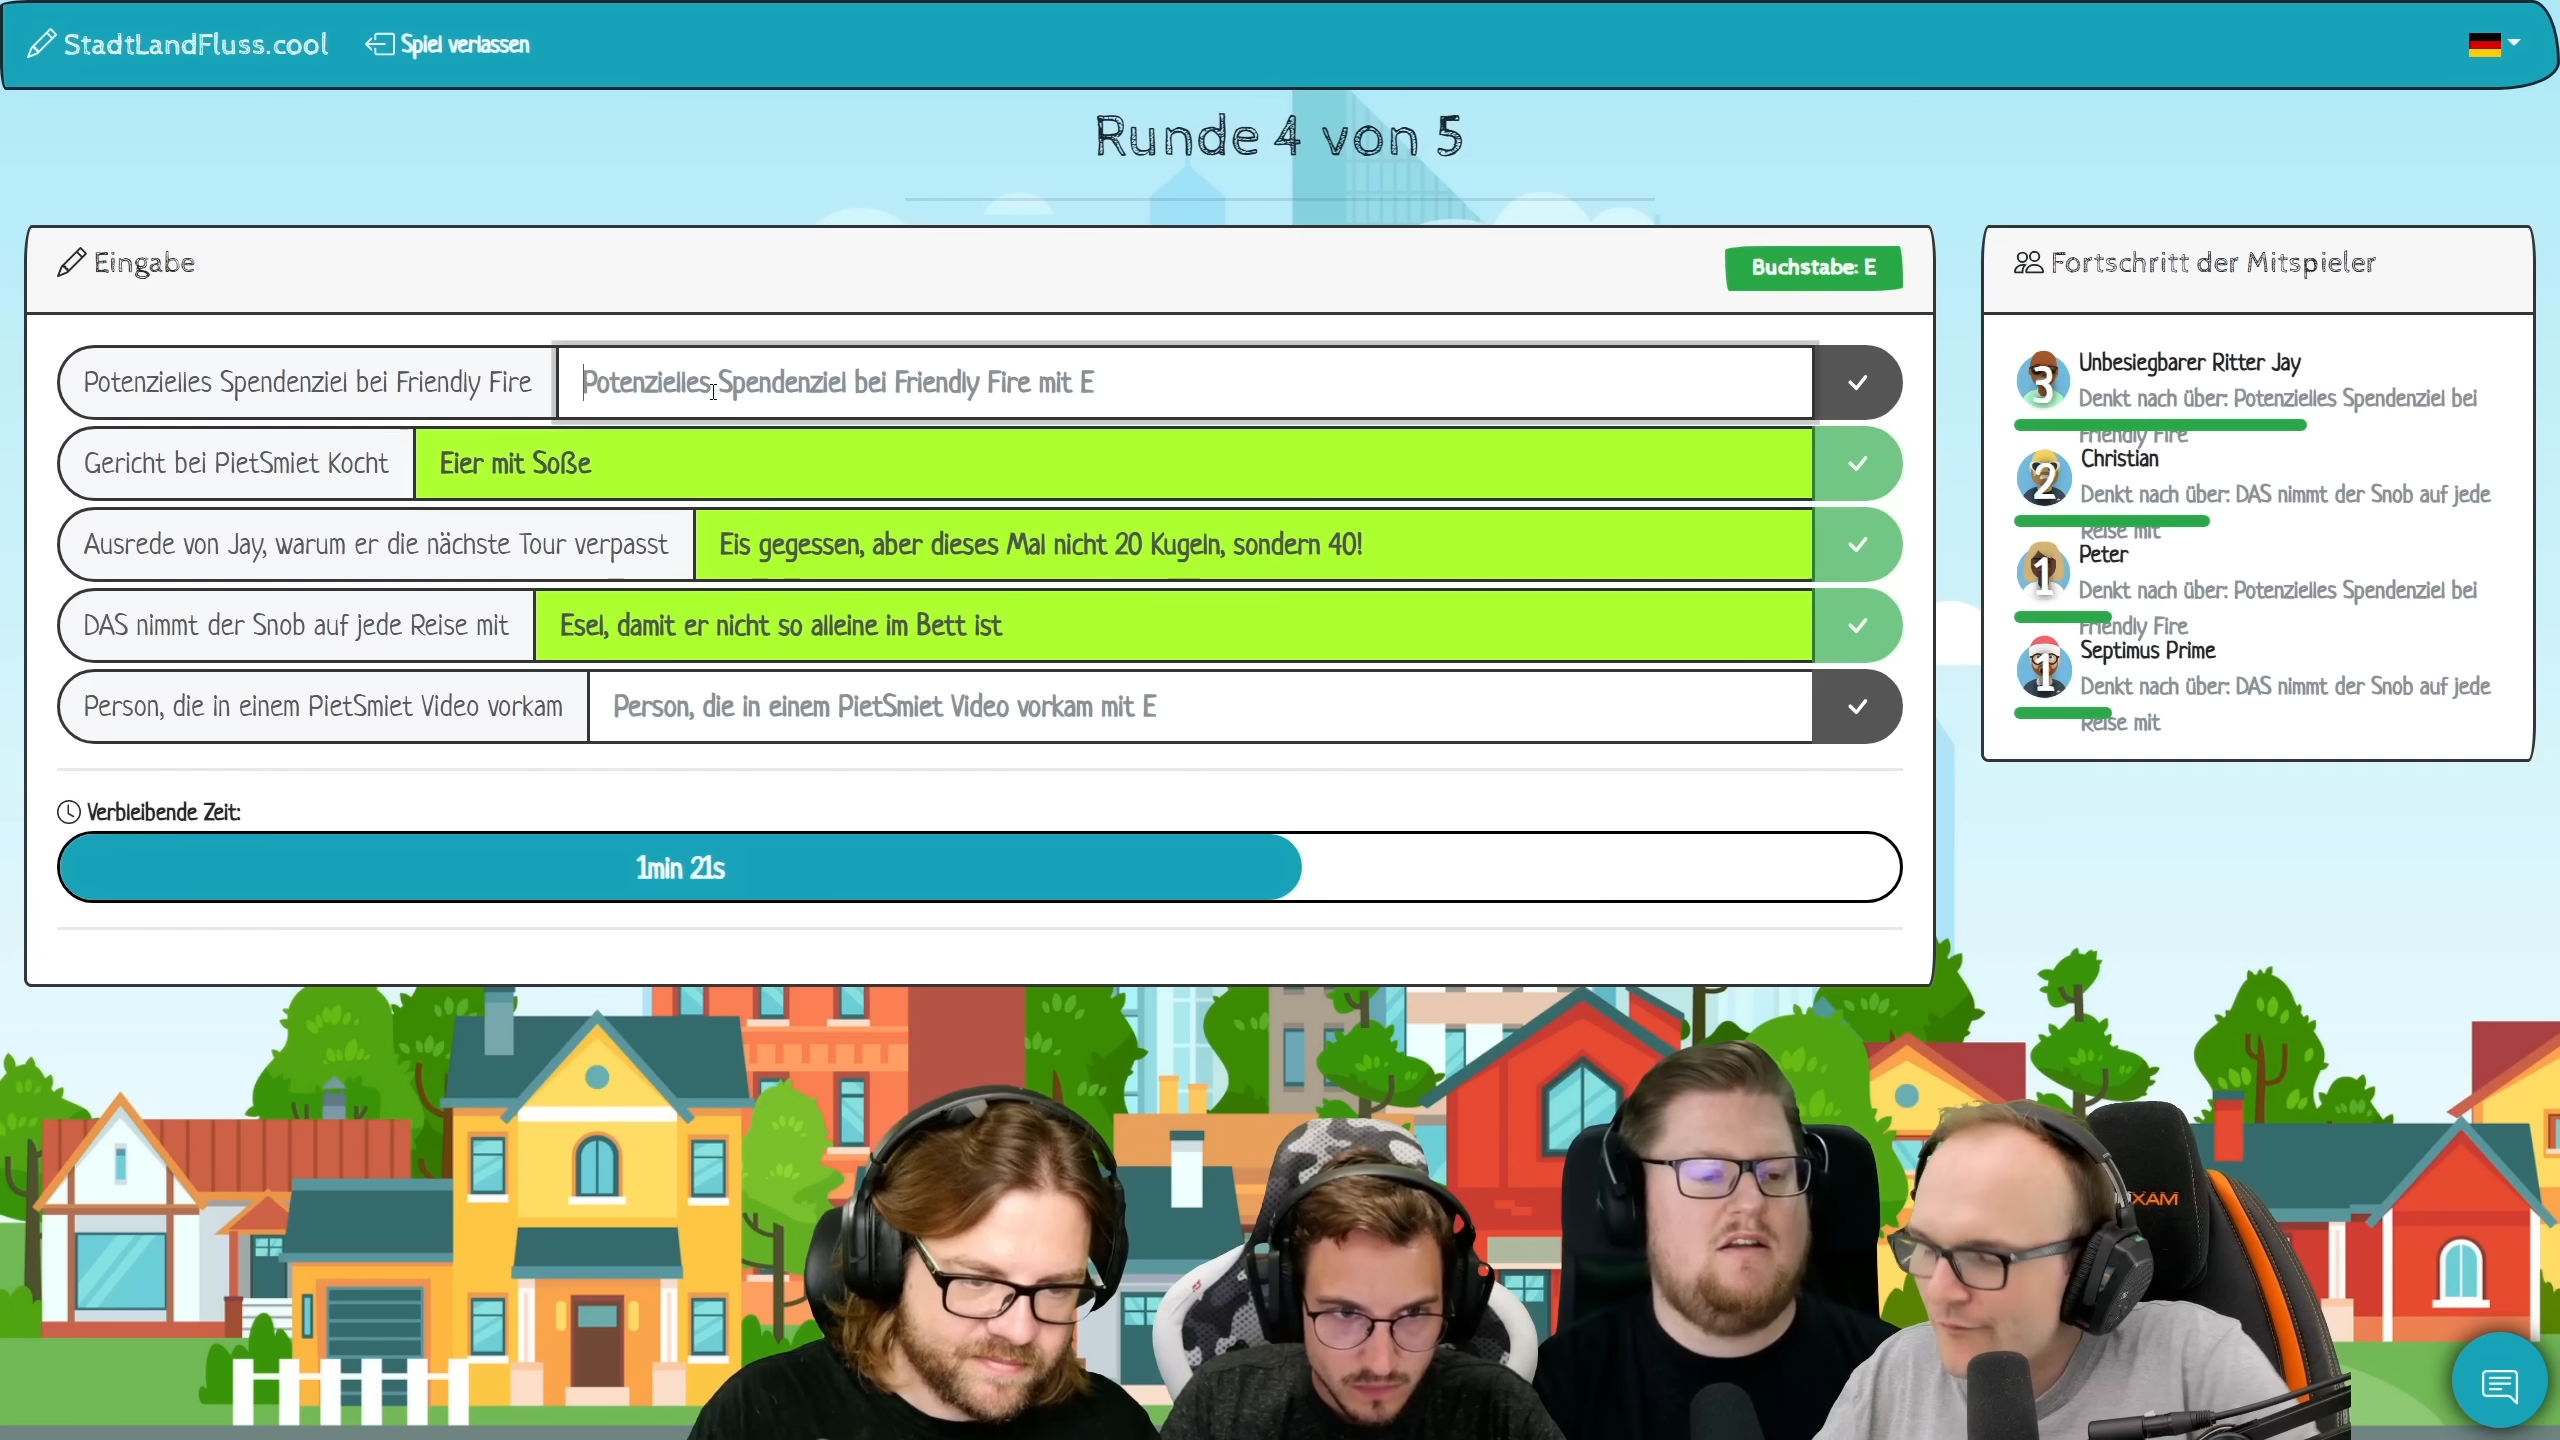 StadtLandFluss.cool
Spiel verlassen
Runde 4 von 5
Eingabe
Buchstabe: E
Potenzielles Spendenziel bei Friendly Fire
Potenzielles Spendenziel bei Friendly Fire mit E
Gericht bei PietSmiet Kocht
Eier mit Soße
Ausrede von Jay, warum er die nächste Tour verpasst
Eis gegessen, aber dieses Mal nicht 20 Kugeln, sondern 40!
DAS nimmt der Snob auf jede Reise mit
Esel, damit er nicht so alleine im Bett ist
Person, die in einem PietSmiet Video vorkam
Person, die in einem PietSmiet Video vorkam mit E
Verbleibende Zeit:
1min 21s
Fortschritt der Mitspieler
3
Unbesiegbarer Ritter Jay
Denkt nach über: Potenzielles Spendenziel bei
Friendly Fire
2
Christian
Denkt nach über: DAS nimmt der Snob auf jede
Reise mit
1
Peter
Denkt nach über: Potenzielles Spendenziel bei
Friendly Fire
1
Septimus Prime
Denkt nach über: DAS nimmt der Snob auf jede
Reise mit